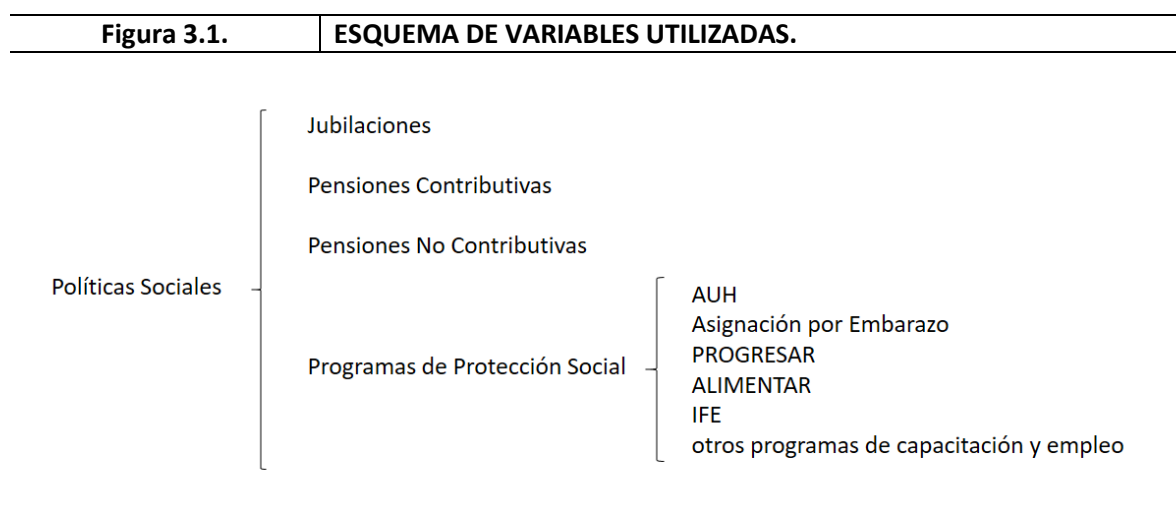 Figura 3.1. ESQUEMA DE VARIABLES UTILIZADAS.
Jubilaciones
Pensiones Contributivas
Pensiones No Contributivas
Políticas Sociales
Programas de Protección Social
AUH
Asignación por Embarazo
PROGRESAR
ALIMENTAR
IFE
otros programas de capacitación y empleo